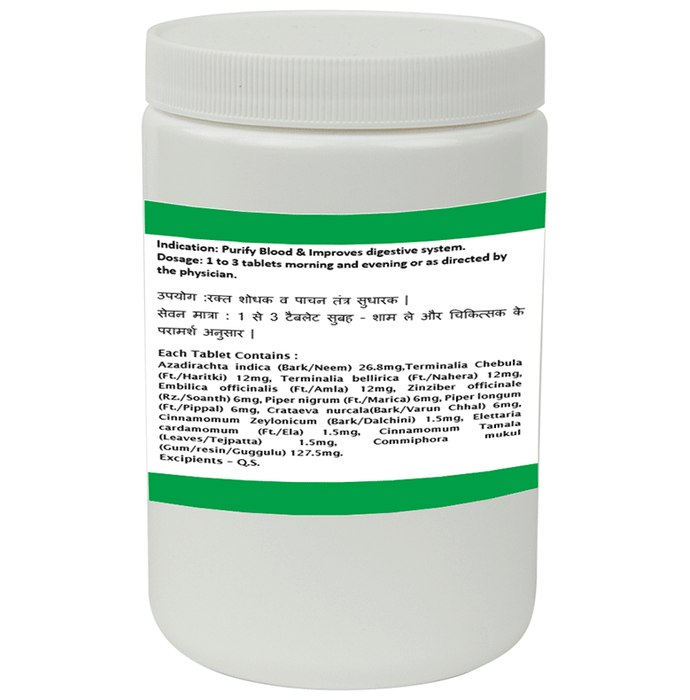 Indication: Purify Blood & Improves digestive system.
Dosage: 1 to 3 tablets morning and evening or as directed by
the physician.
उपयोग :रक्त शोधक व पाचन तंत्र सुधारक |
सेवन मात्रा : 1 से 3 टैबलेट सुबह - शाम ले और चिकित्सक के
परामर्श अनुसार |
Each Tablet Contains :
Azadirachta indica (Bark/Neem) 26.8mg,Terminalia Chebula
(Ft./Haritki) 12mg, Terminalia bellirica (Ft./Nahera) 12mg,
Embilica officinalis (Ft./Amla) 12mg, Zinziber officinale
(Rz./Soanth) 6mg, Piper nigrum (Ft./Marica) 6mg, Piper longum
(Ft./Pippal) 6mg, Crataeva nurcala(Bark/Varun Chhal) 6mg,
Cinnamomum Zeylonicum (Bark/Dalchini) 1.5mg, Elettaria
cardamomum (Ft./Ela) 1.5mg, Cinnamomum Tamala
(Leaves/Tejpatta) 1.5mg, Commiphora mukul
(Gum/resin/Guggulu) 127.5mg.
Excipients – Q.S.